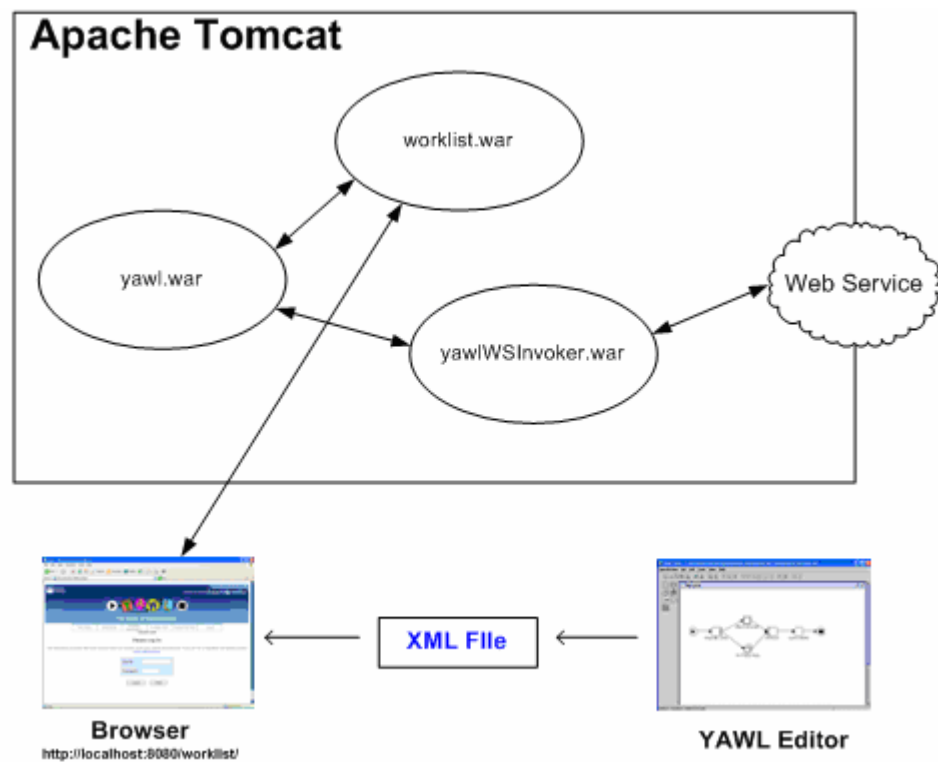 Apache Tomcat
worklist.war
yawl.war
Web Service
yawlWSInvoker.war
XML FIle
Browser
http://localhost:8080/worklist/
YAWL Editor